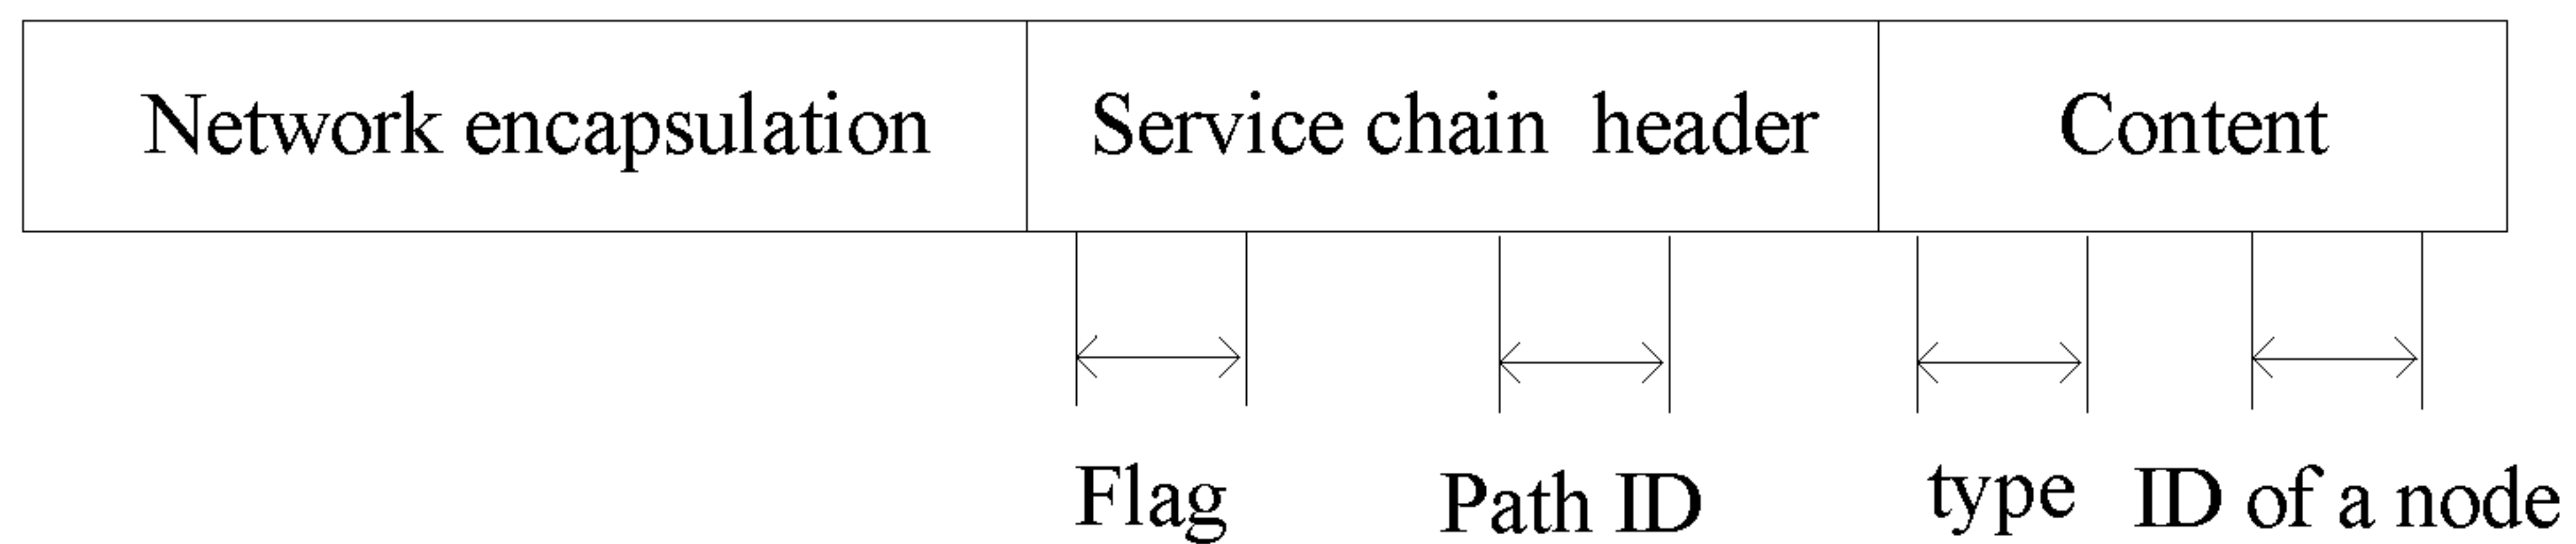 Network encapsulation Service chain header Content
Flag Path ID type ID of a node